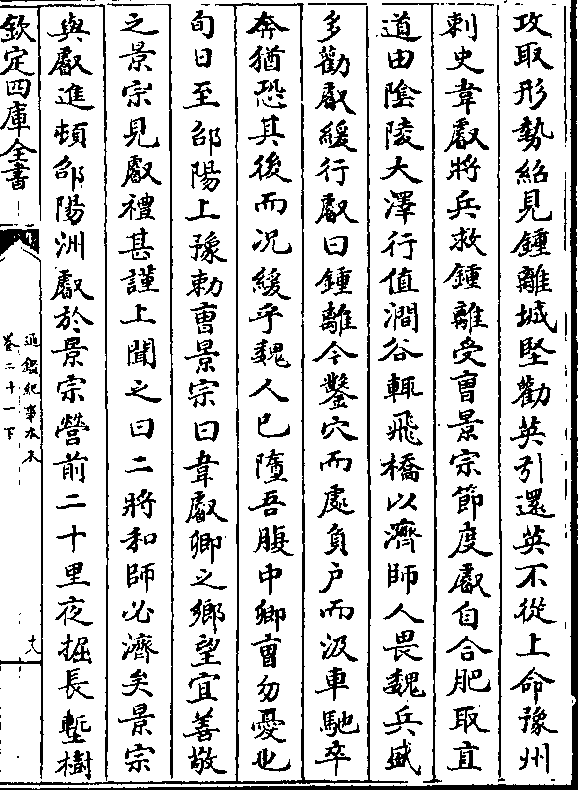 攻取形勢紹見鍾離城堅勸英引還英不從上命豫州
刺史韋叡將兵救鍾離受曹景宗節度叡自合肥取直
道由陰陵大澤行值澗谷輒飛橋以濟師人畏魏兵盛
多勸叡緩行叡曰鍾離今鑿穴而處負戶而汲車馳卒
奔猶恐其後而况緩乎魏人已墮吾腹中卿曹勿憂也
旬日至邵陽上豫勅曹景宗曰韋叡卿之鄉望宜善敬
之景宗見叡禮甚謹上聞之曰二將和師必濟矣景宗
與叡進頓邵陽洲叡於景宗營前二十里夜掘長塹樹
欽定四庫全書
通鑑紀事本末
卷二十一下
十八